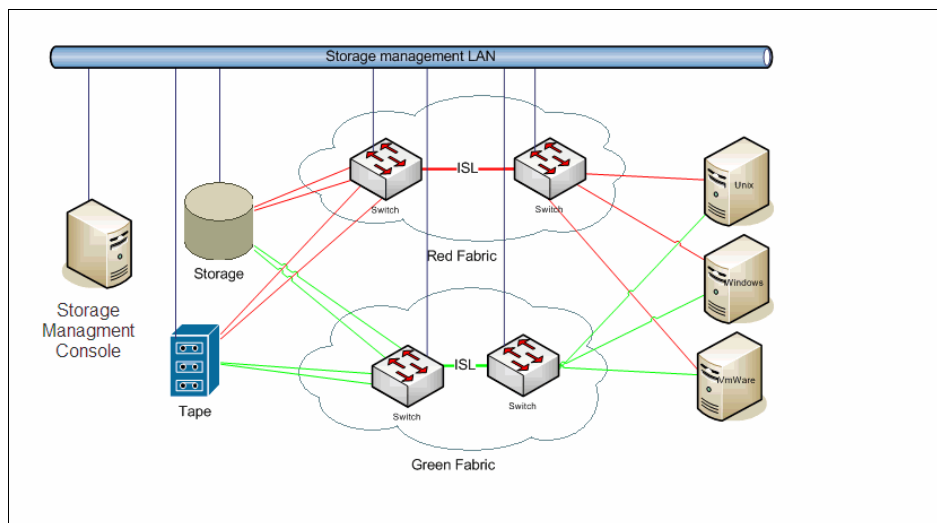 Storage management LAN
ISL
Switch
Switch
Unix
Red Fabric
Storage
Windows
Storage
Managment
Console
ISL
VmWare
Tape
Switch
Switch
Green Fabric